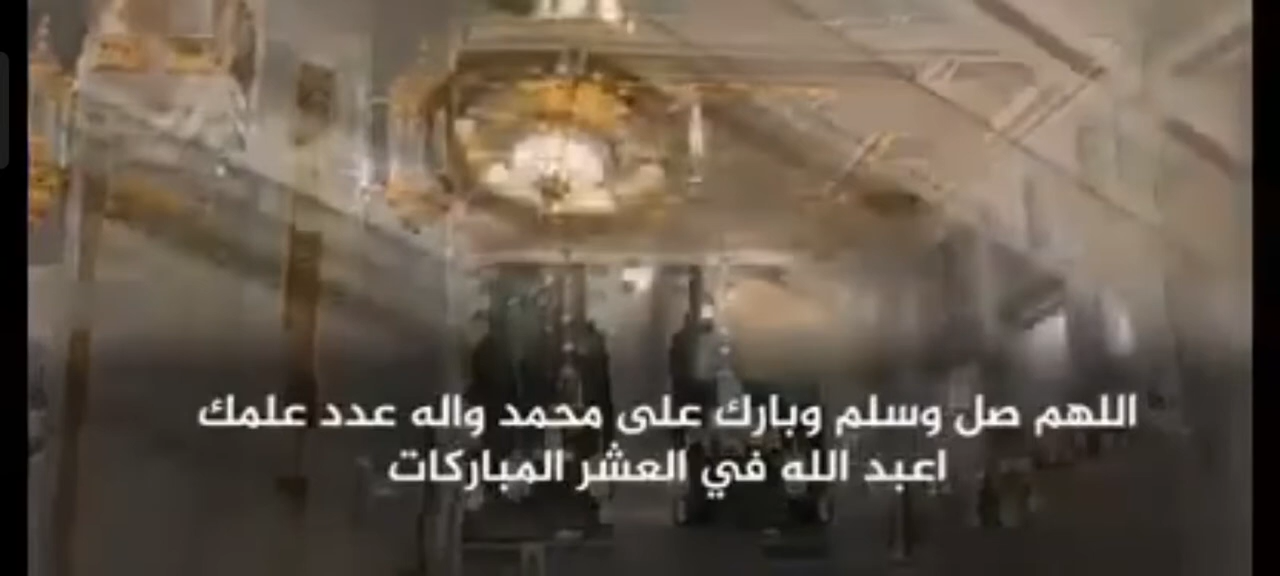 اللهم صل وسلم وبارك على محمد واله عدد علمك
اعبد الله في العشر المباركات